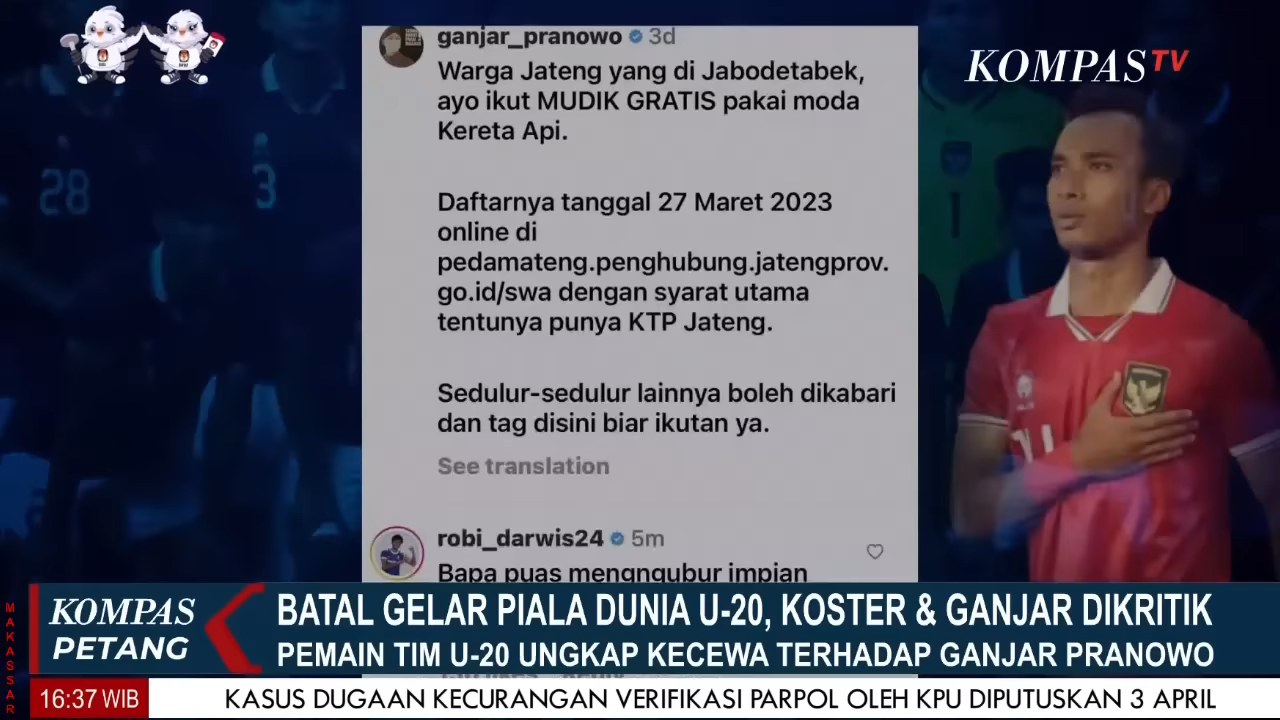 KOMPASTV
ganjar_pranowo 3d
Warga Jateng yang di Jabodetabek,
ayo ikut MUDIK GRATIS pakai moda
Kereta Api.
Daftarnya tanggal 27 Maret 2023
online di
pedamateng.penghubung.jatengprov.
go.id/swa dengan syarat utama
tentunya punya KTP Jateng.
Sedulur-sedulur lainnya boleh dikabari
dan tag disini biar ikutan ya.
See translation
robi_darwis24 5m
Bapa puas mengngubur impian
28
3
1
KOMPAS
PETANG
BATAL GELAR PIALA DUNIA U-20, KOSTER & GANJAR DIKRITIK
PEMAIN TIM U-20 UNGKAP KECEWA TERHADAP GANJAR PRANOWO
MAKASSAR
16:37 WIB
KASUS DUGAAN KECURANGAN VERIFIKASI PARPOL OLEH KPU DIPUTUSKAN 3 APRIL